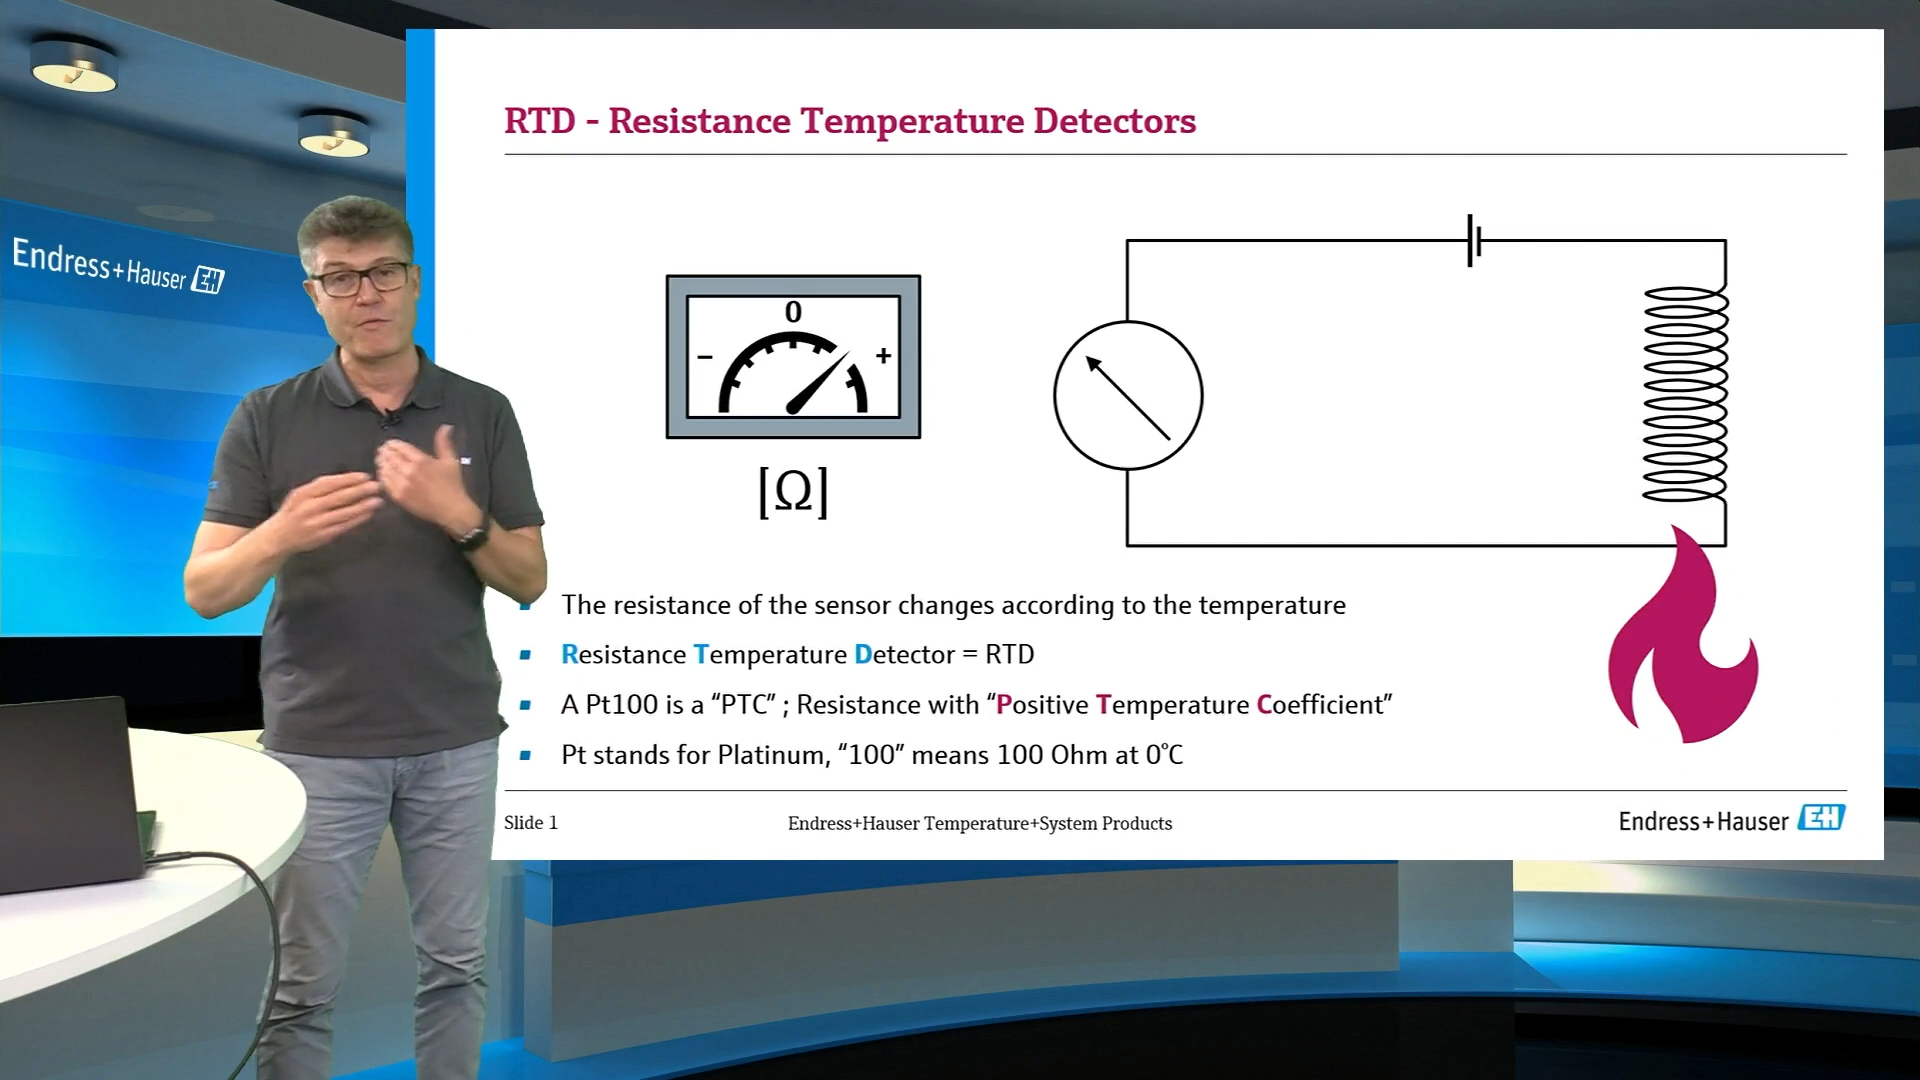 Endress+Hauser EH
RTD - Resistance Temperature Detectors
0
– +
[Ω]
The resistance of the sensor changes according to the temperature
Resistance Temperature Detector = RTD
A Pt100 is a “PTC” ; Resistance with “Positive Temperature Coefficient”
Pt stands for Platinum, “100” means 100 Ohm at 0°C
Slide 1
Endress+Hauser Temperature+System Products
Endress+Hauser EH